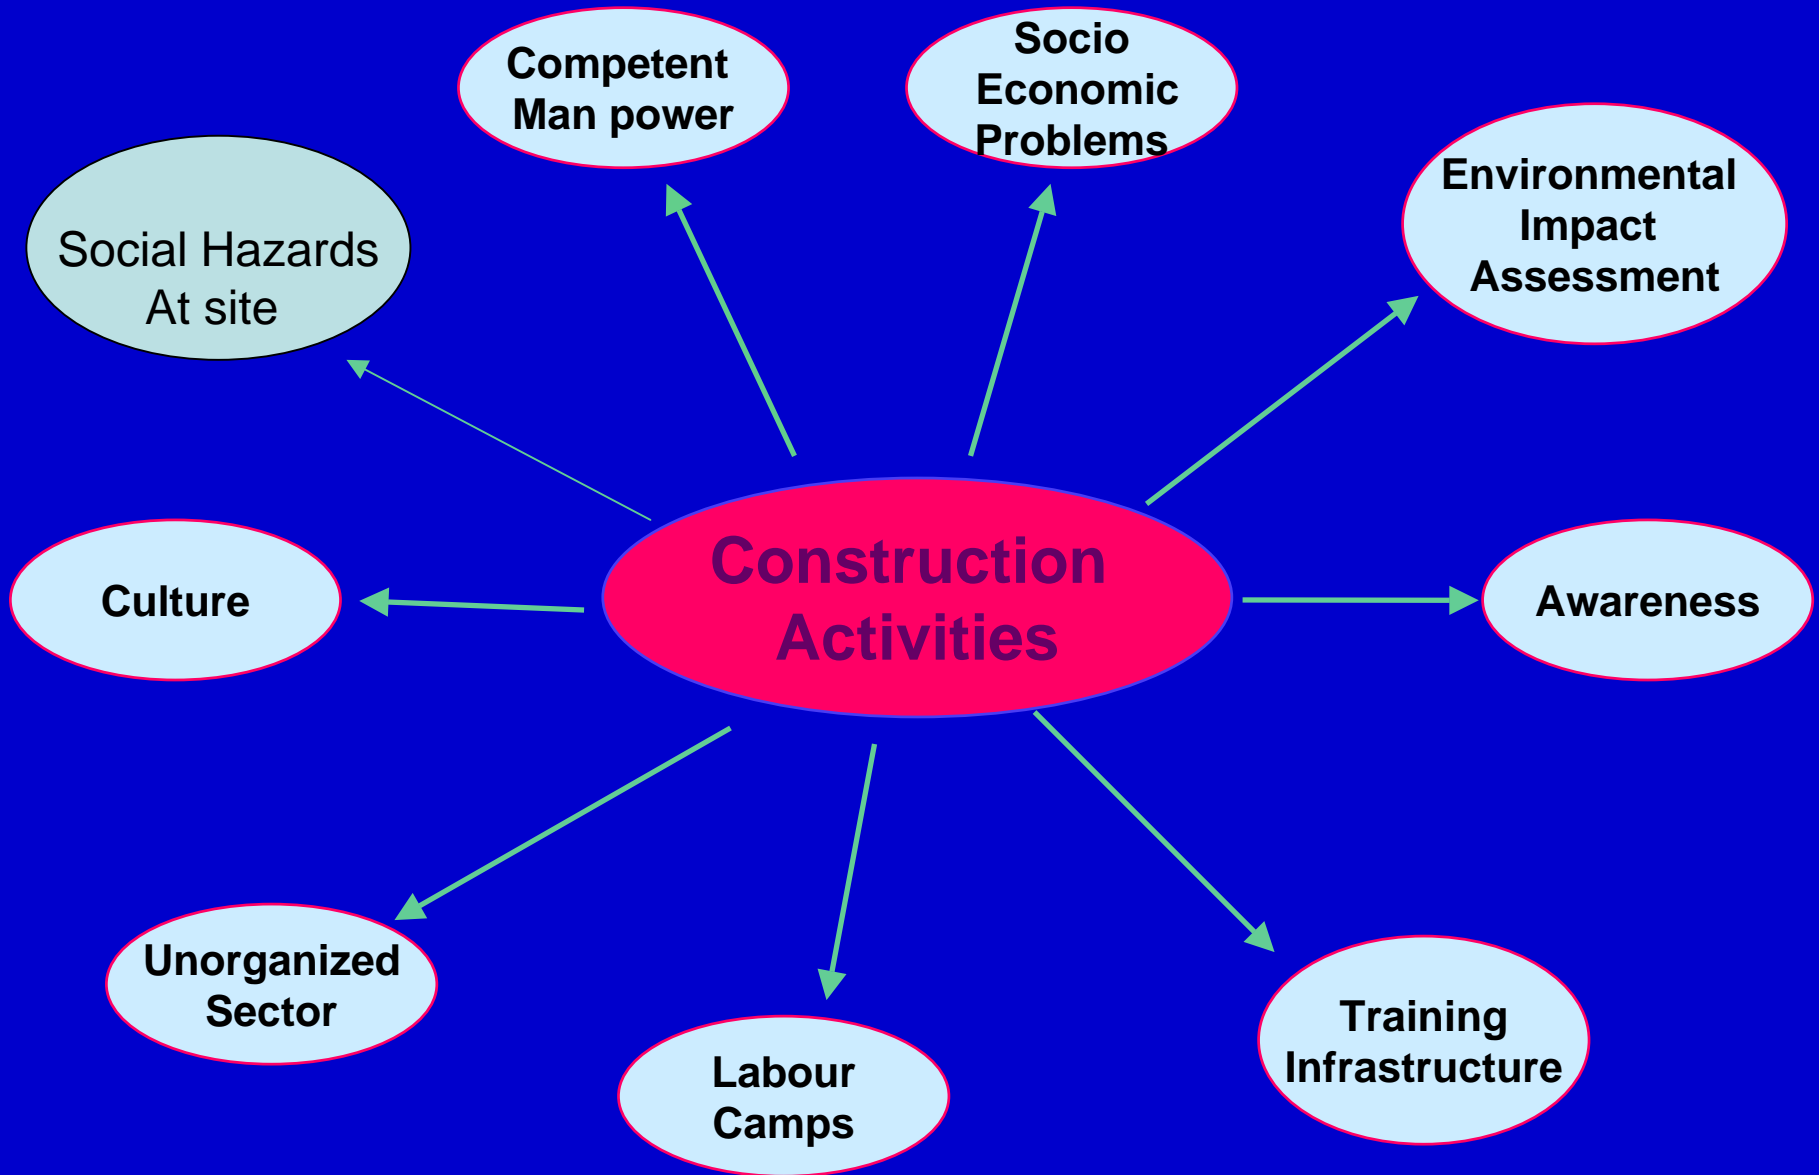 Competent
Man power
Socio
Economic
Problems
Environmental
Impact
Assessment
Social Hazards
At site
Construction
Activities
Culture
Awareness
Unorganized
Sector
Labour
Camps
Training
Infrastructure